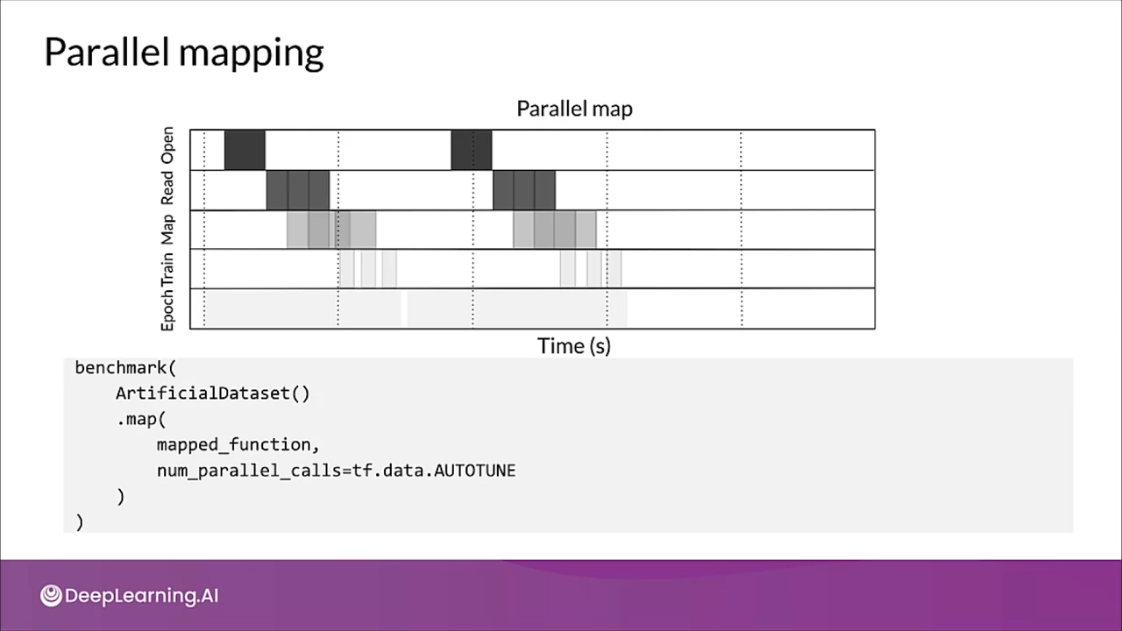 Parallel mapping
Parallel map
Open
Read
Map
Train
Epoch
Time (s)
benchmark(
    ArtificialDataset()
    .map(
        mapped_function,
        num_parallel_calls=tf.data.AUTOTUNE
    )
)
DeepLearning.AI